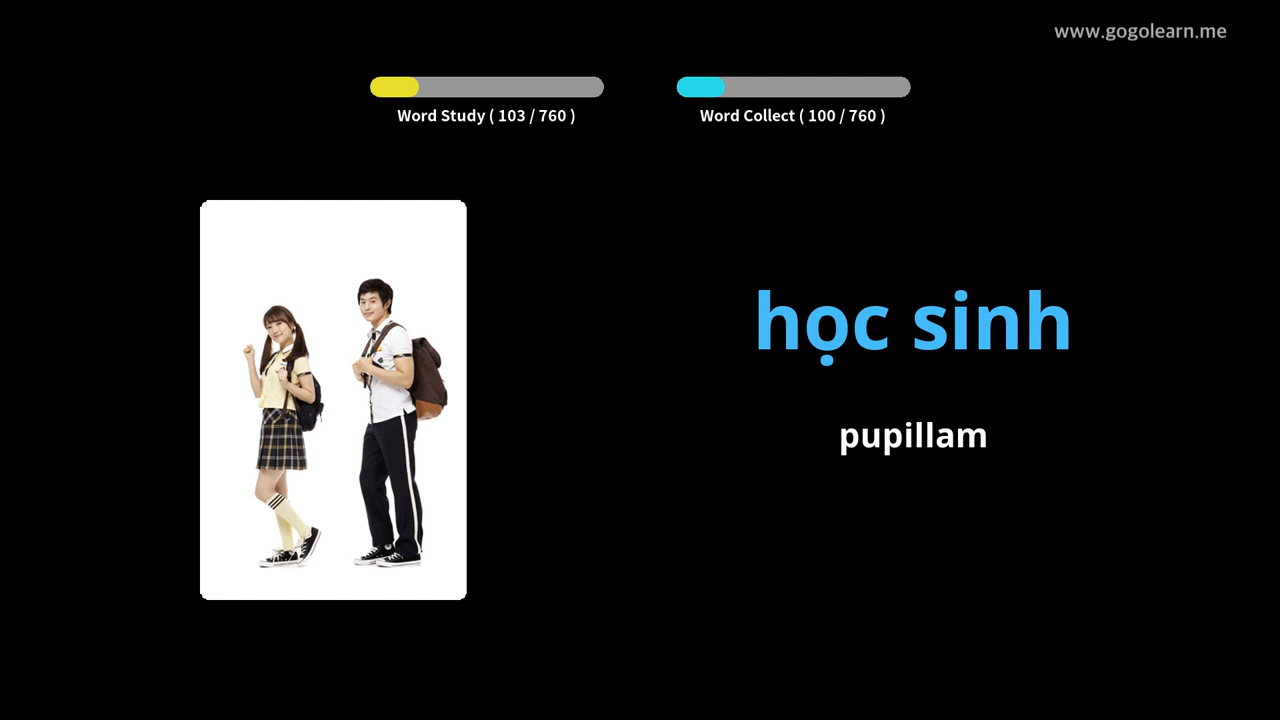 www.gogolearn.me
Word Study ( 103 / 760 )
Word Collect ( 100 / 760 )
học sinh
pupillam